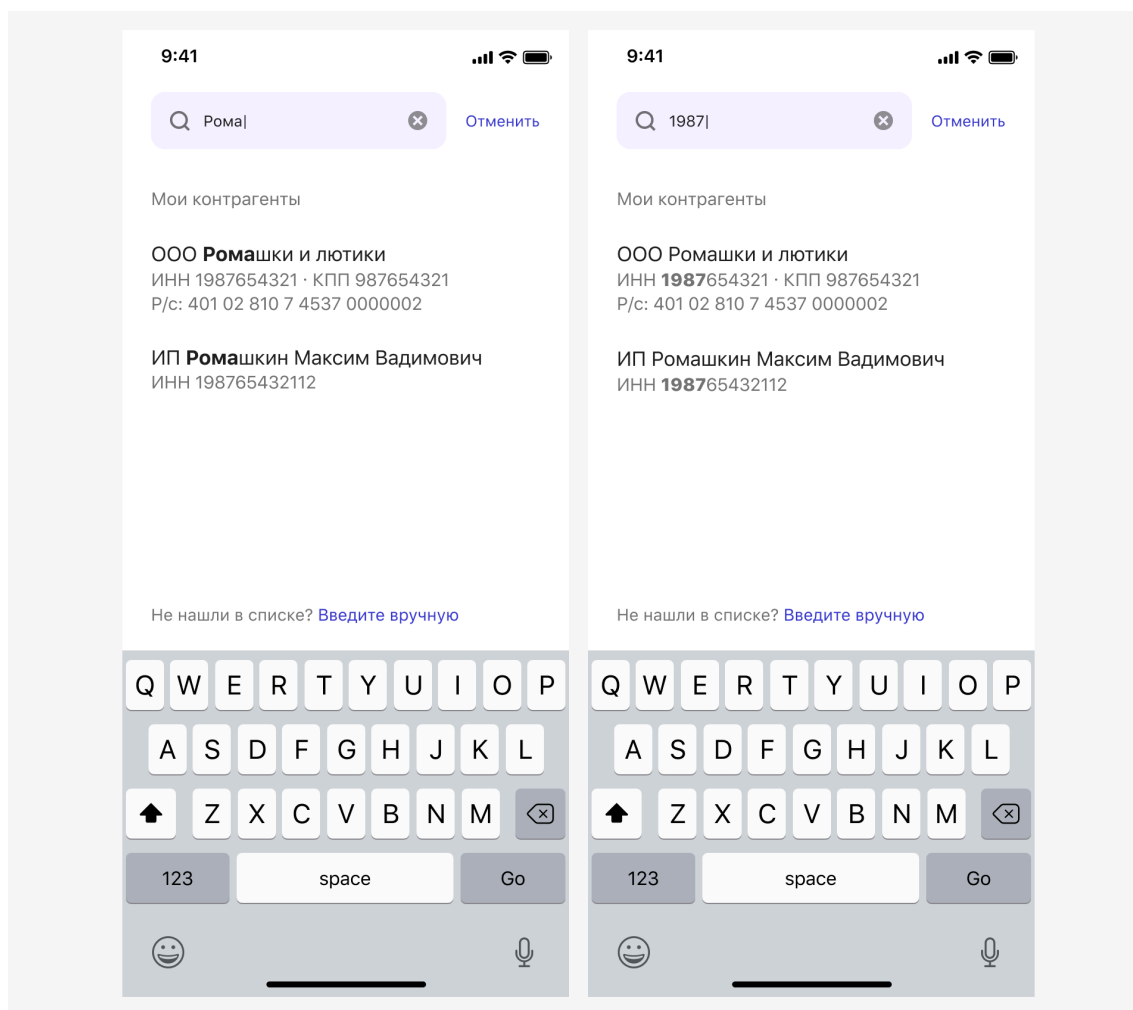 9:41
Рома
Отменить
Мои контрагенты
ООО Ромашки и лютики
ИНН 1987654321 · КПП 987654321
Р/с: 401 02 810 7 4537 0000002
ИП Ромашкин Максим Вадимович
ИНН 198765432112
Не нашли в списке? Введите вручную
Q W E R T Y U I O P
A S D F G H J K L
Z X C V B N M
123 space Go
9:41
1987
Отменить
Мои контрагенты
ООО Ромашки и лютики
ИНН 1987654321 · КПП 987654321
Р/с: 401 02 810 7 4537 0000002
ИП Ромашкин Максим Вадимович
ИНН 198765432112
Не нашли в списке? Введите вручную
Q W E R T Y U I O P
A S D F G H J K L
Z X C V B N M
123 space Go